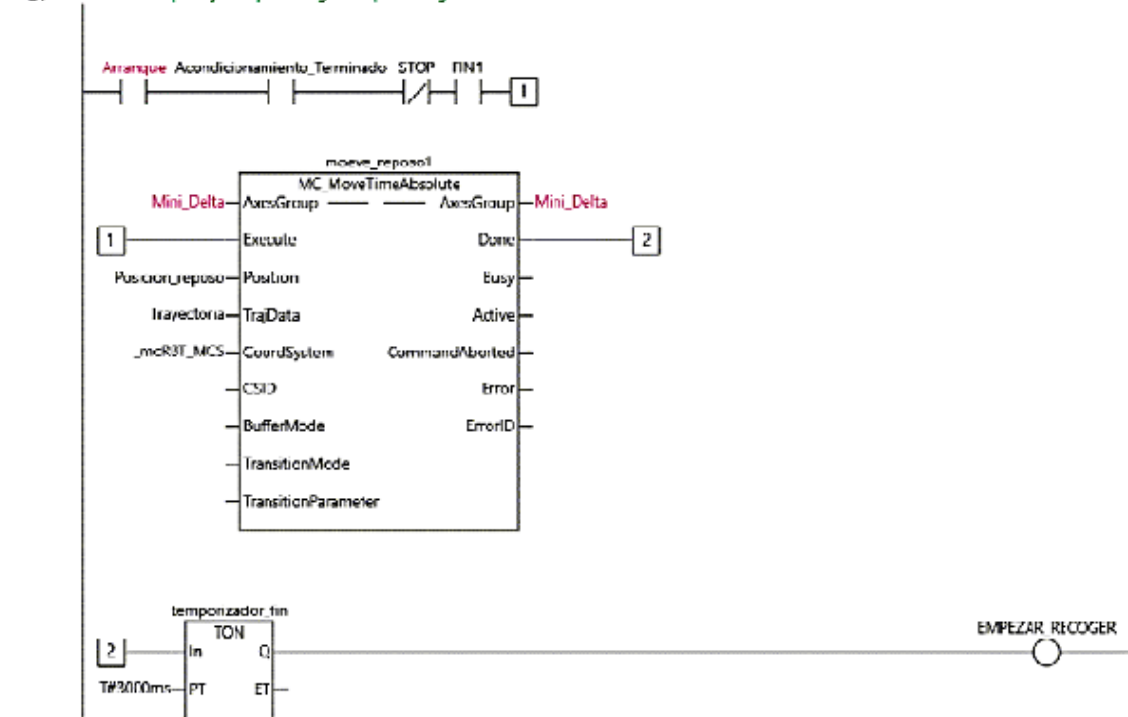 Arranque Acondicionamiento_Terminado STOP FIN1
1
moeve_reposo1
MC_MoveTimeAbsolute
Mini_Delta AxesGroup AxesGroup Mini_Delta
1 Execute Done 2
Posicion_reposo Position Busy
Trayectoria TrajData Active
_mcRBT_MCS CoordSystem CommandAborted
CSID Error
BufferMode ErrorID
TransitionMode
TransitionParameter
temporizador_fin
TON
EMPEZAR_RECOGER
2 In Q
T#3000ms PT ET